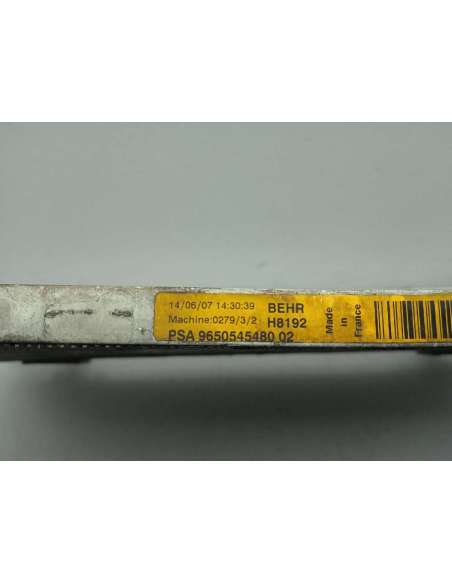 14/06/07 14:30:39 BEHR
Machine:0279/3/2 H8192
PSA 9650545480 02
Made
in
France